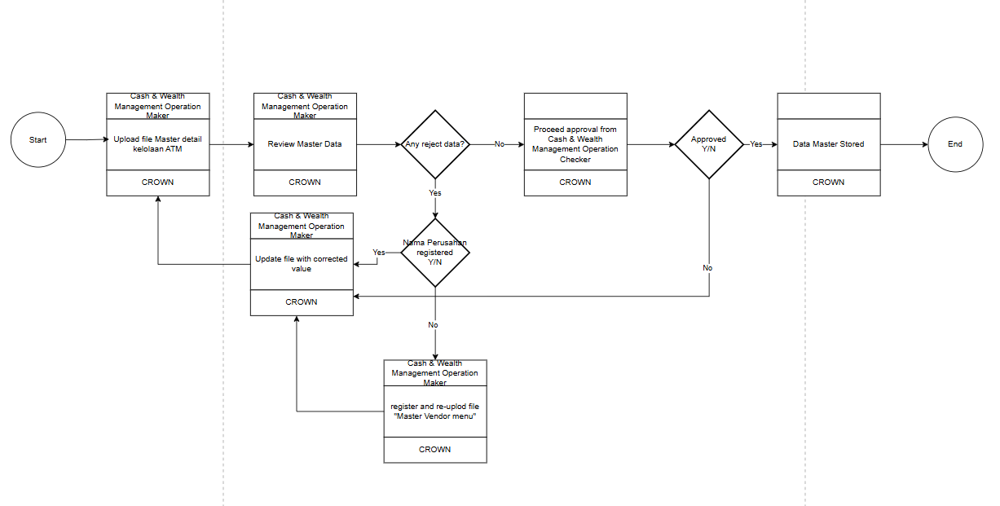 Cash & Wealth
Management Operation
Maker
Cash & Wealth
Management Operation
Maker
Start
Upload file Master detail
kelolaan ATM
Review Master Data
Any reject data?
No
Proceed approval from
Cash & Wealth
Management Operation
Checker
Approved
Y/N
Yes
Data Master Stored
End
CROWN
CROWN
CROWN
CROWN
Yes
Cash & Wealth
Management Operation
Maker
Update file with corrected
value
CROWN
Yes
Nama Perusahan
registered
Y/N
No
No
Cash & Wealth
Management Operation
Maker
register and re-uplod file
"Master Vendor menu"
CROWN